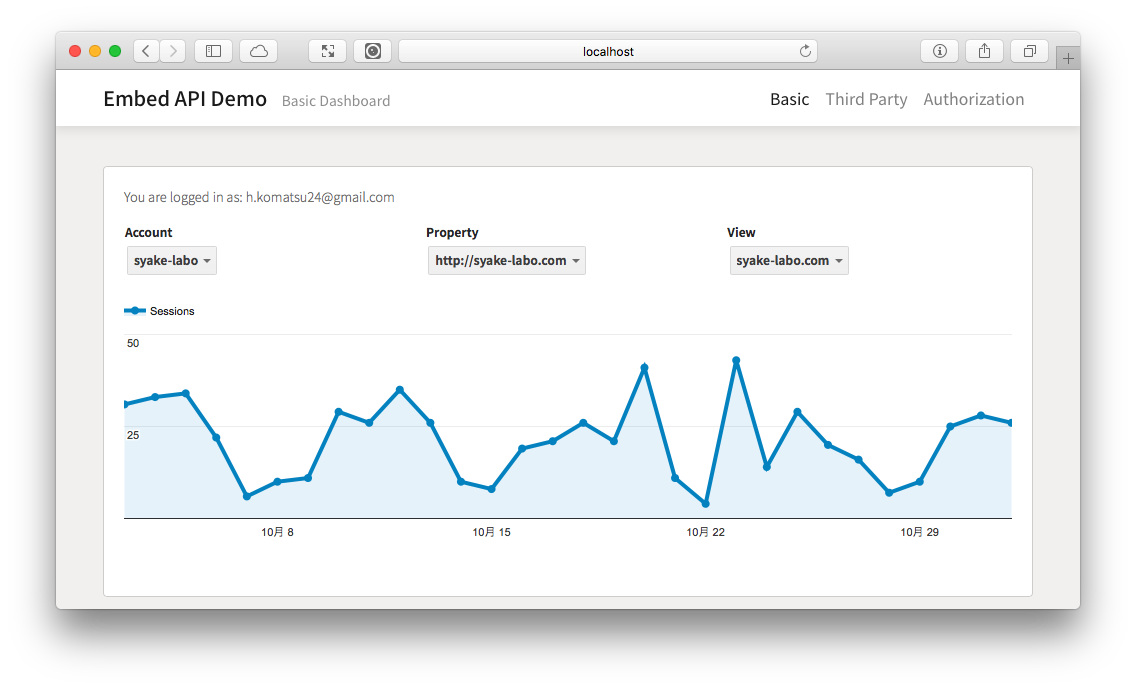 localhost
Embed API Demo Basic Dashboard Basic Third Party Authorization
You are logged in as: h.komatsu24@gmail.com
Account Property View
syake-labo http://syake-labo.com syake-labo.com
Sessions
50
25
10月 8 10月 15 10月 22 10月 29